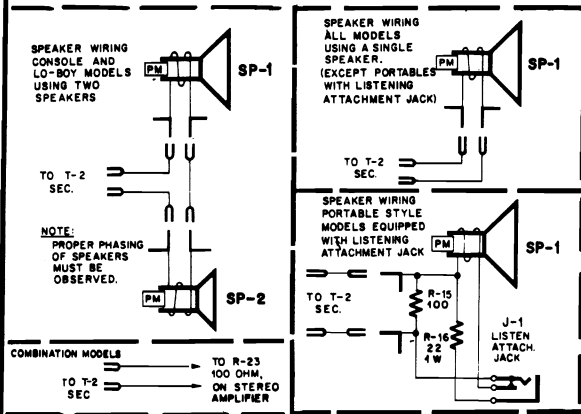 SPEAKER WIRING
CONSOLE AND
LO-BOY MODELS
USING TWO
SPEAKERS
PM
SP-1
TO T-2
SEC.
NOTE:
PROPER PHASING
OF SPEAKERS
MUST BE
OBSERVED.
PM
SP-2
COMBINATION MODELS
TO T-2
SEC
TO R-23
100 OHM,
ON STEREO
AMPLIFIER
SPEAKER WIRING
ALL MODELS
USING A SINGLE
SPEAKER.
(EXCEPT PORTABLES
WITH LISTENING
ATTACHMENT JACK)
PM
SP-1
TO T-2
SEC.
SPEAKER WIRING
PORTABLE STYLE
MODELS EQUIPPED
WITH LISTENING
ATTACHMENT JACK
PM
SP-1
TO T-2
SEC.
R-15
100
R-16
22
1W
J-1
LISTEN
ATTACH.
JACK